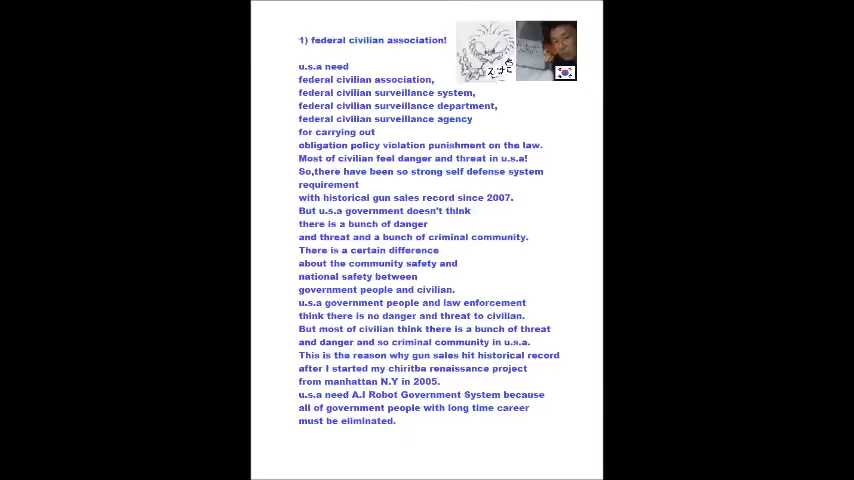 1) federal civilian association!
u.s.a need
federal civilian association,
federal civilian surveillance system,
federal civilian surveillance department,
federal civilian surveillance agency
for carrying out
obligation policy violation punishment on the law.
Most of civilian feel danger and threat in u.s.a!
So,there have been so strong self defense system
requirement
with historical gun sales record since 2007.
But u.s.a government doesn't think
there is a bunch of danger
and threat and a bunch of criminal community.
There is a certain difference
about the community safety and
national safety between
government people and civilian.
u.s.a government people and law enforcement
think there is no danger and threat to civilian.
But most of civilian think there is a bunch of threat
and danger and so criminal community in u.s.a.
This is the reason why gun sales hit historical record
after I started my chiritba renaissance project
from manhattan N.Y in 2005.
u.s.a need A.I Robot Government System because
all of government people with long time career
must be eiiminated.